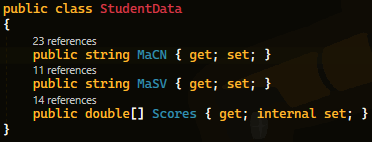 public class StudentData
{
23 references
public string MaCN { get; set; }
11 references
public string MaSV { get; set; }
14 references
public double[] Scores { get; internal set; }
}